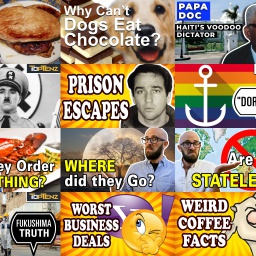 Why Can't
Dogs Eat
Chocolate?
PAPA
DOC
HAITI'S VOODOO
DICTATOR
TOPTENZ
PRISON
ESCAPES
"DOR
ey Order
THING?
WHERE
did they Go?
Are
STATELE
FUKUSHIMA
TRUTH
TOPTENZ
WORST
BUSINESS
DEALS
WEIRD
COFFEE
FACTS